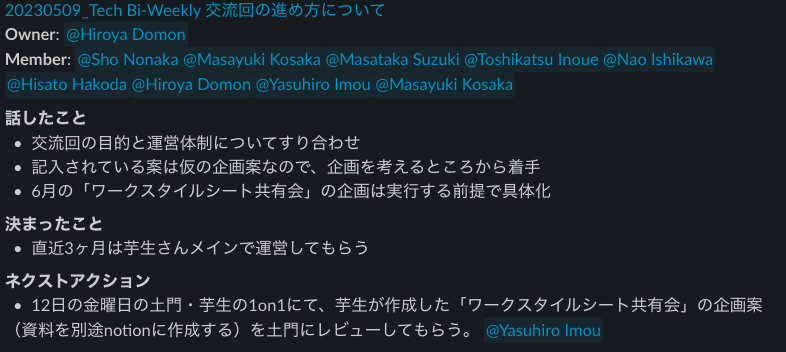 20230509_Tech Bi-Weekly 交流回の進め方について
Owner: @Hiroya Domon
Member: @Sho Nonaka @Masayuki Kosaka @Masataka Suzuki @Toshikatsu Inoue @Nao Ishikawa
@Hisato Hakoda @Hiroya Domon @Yasuhiro Imou @Masayuki Kosaka
話したこと
• 交流回の目的と運営体制についてすり合わせ
• 記入されている案は仮の企画案なので、企画を考えるところから着手
• 6月の「ワークスタイルシート共有会」の企画は実行する前提で具体化
決まったこと
• 直近3ヶ月は芋生さんメインで運営してもらう
ネクストアクション
• 12日の金曜日の土門・芋生の1on1にて、芋生が作成した「ワークスタイルシート共有会」の企画案
（資料を別途notionに作成する）を土門にレビューしてもらう。 @Yasuhiro Imou